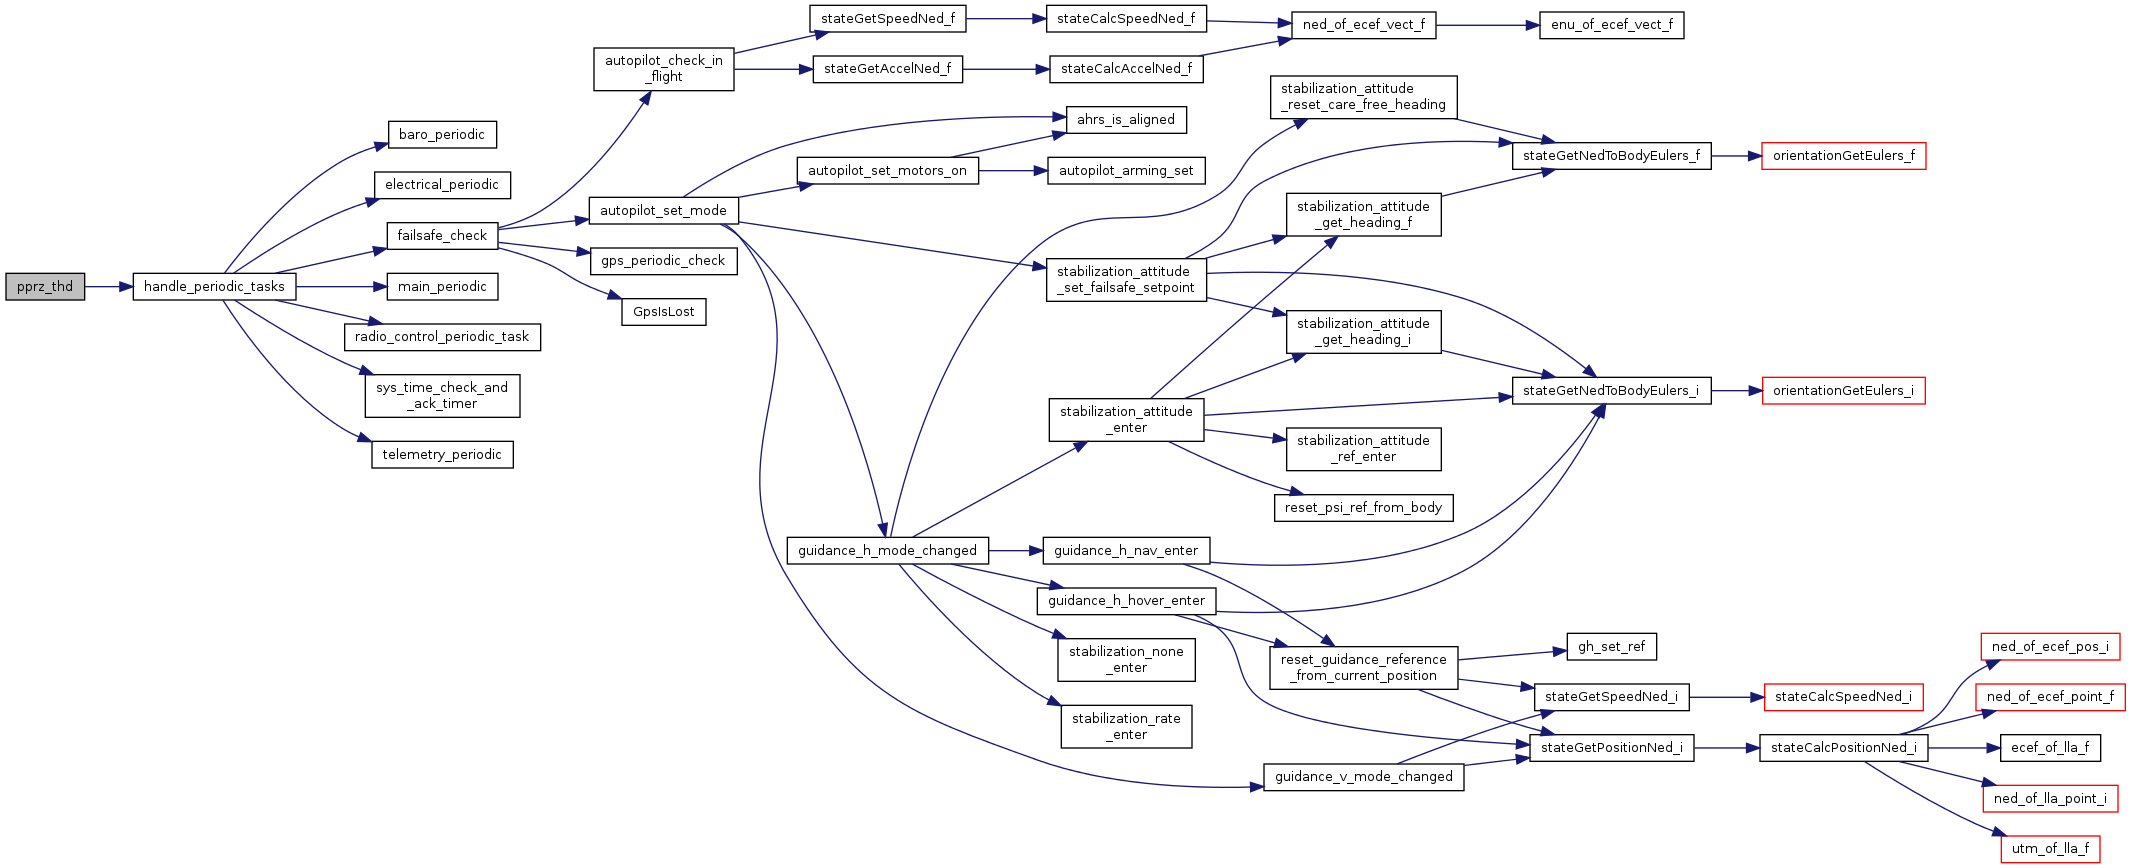 pprz_thd
handle_periodic_tasks
baro_periodic
electrical_periodic
failsafe_check
main_periodic
radio_control_periodic_task
sys_time_check_and
_ack_timer
telemetry_periodic
autopilot_check_in
_flight
autopilot_set_mode
gps_periodic_check
GpsIsLost
stateGetSpeedNed_f
stateGetAccelNed_f
autopilot_set_motors_on
guidance_h_mode_changed
stateCalcSpeedNed_f
stateCalcAccelNed_f
ahrs_is_aligned
autopilot_arming_set
stabilization_attitude
_set_failsafe_setpoint
stabilization_attitude
_enter
guidance_h_nav_enter
guidance_h_hover_enter
stabilization_none
_enter
stabilization_rate
_enter
ned_of_ecef_vect_f
stabilization_attitude
_reset_care_free_heading
stabilization_attitude
_get_heading_f
stabilization_attitude
_get_heading_i
stabilization_attitude
_ref_enter
reset_psi_ref_from_body
reset_guidance_reference
_from_current_position
guidance_v_mode_changed
enu_of_ecef_vect_f
stateGetNedToBodyEulers_f
stateGetNedToBodyEulers_i
gh_set_ref
stateGetSpeedNed_i
stateGetPositionNed_i
orientationGetEulers_f
orientationGetEulers_i
stateCalcSpeedNed_i
stateCalcPositionNed_i
ned_of_ecef_pos_i
ned_of_ecef_point_f
ecef_of_lla_f
ned_of_lla_point_i
utm_of_lla_f